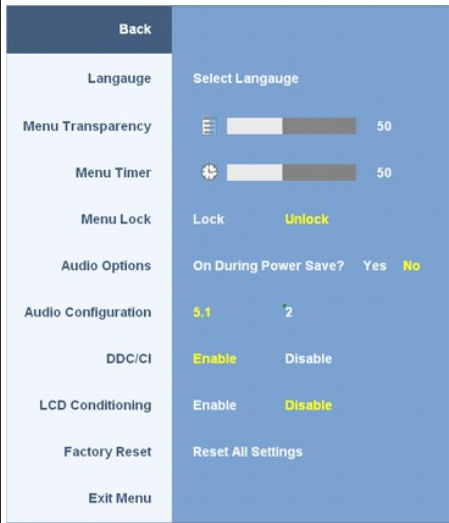 Back
Langauge Select Langauge
Menu Transparency 50
Menu Timer 50
Menu Lock Lock Unlock
Audio Options On During Power Save? Yes No
Audio Configuration 5.1 2
DDC/CI Enable Disable
LCD Conditioning Enable Disable
Factory Reset Reset All Settings
Exit Menu